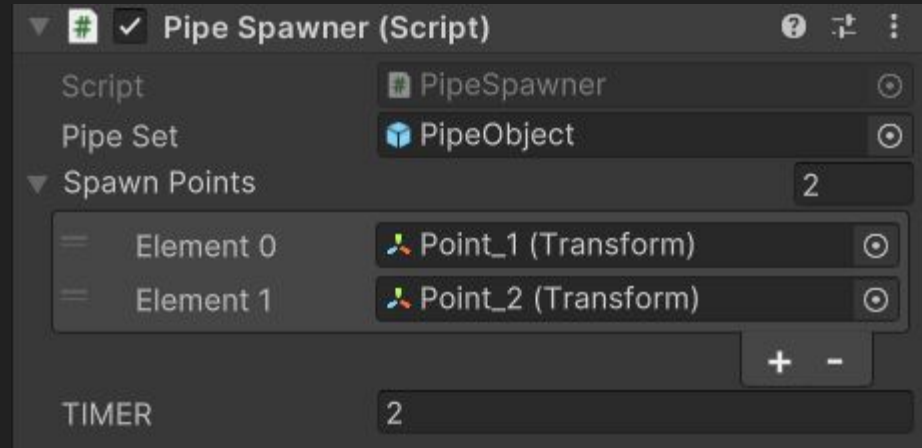 Pipe Spawner (Script)
Script PipeSpawner
Pipe Set PipeObject
Spawn Points 2
Element 0 Point_1 (Transform)
Element 1 Point_2 (Transform)
+ -
TIMER 2